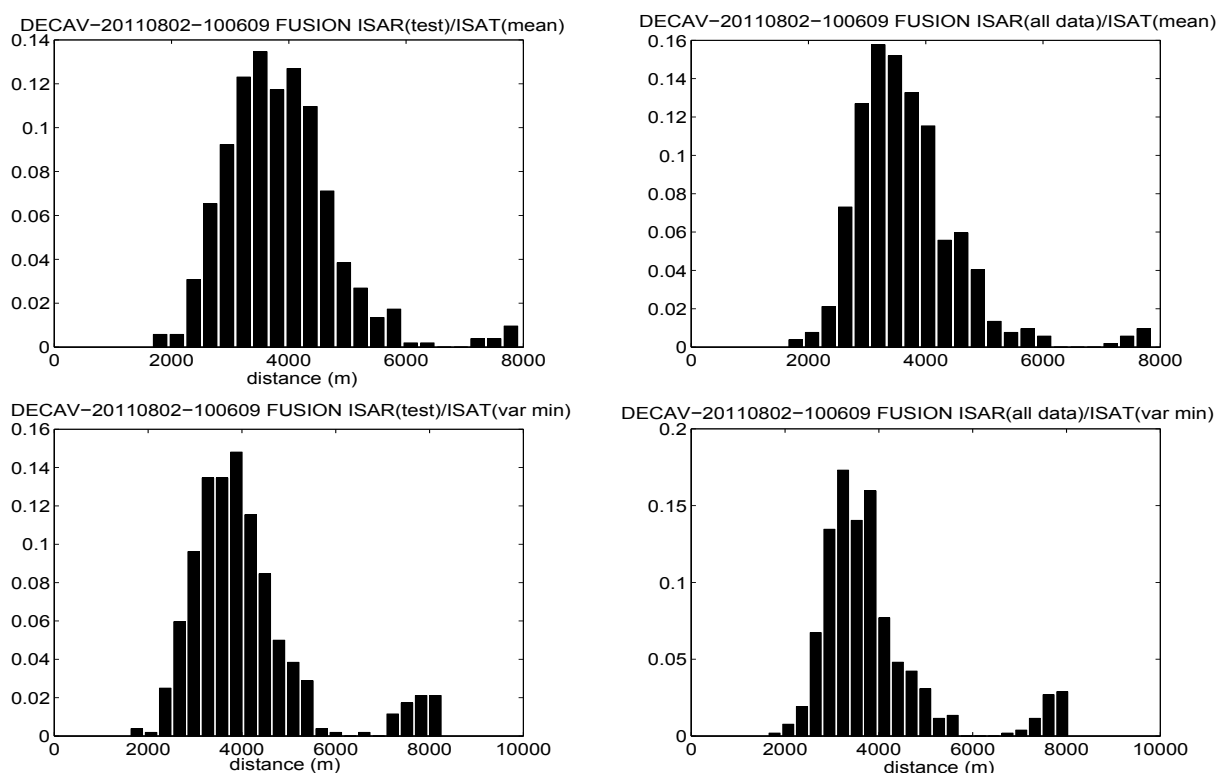 DECAV−20110802−100609 FUSION ISAR(test)/ISAT(mean)
0.14
0.12
0.1
0.08
0.06
0.04
0.02
0
0 2000 4000 6000 8000
distance (m)
DECAV−20110802−100609 FUSION ISAR(all data)/ISAT(mean)
0.16
0.14
0.12
0.1
0.08
0.06
0.04
0.02
0
0 2000 4000 6000 8000
DECAV−20110802−100609 FUSION ISAR(test)/ISAT(var min)
0.16
0.14
0.12
0.1
0.08
0.06
0.04
0.02
0
0 2000 4000 6000 8000 10000
distance (m)
DECAV−20110802−100609 FUSION ISAR(all data)/ISAT(var min)
0.2
0.15
0.1
0.05
0
0 2000 4000 6000 8000 10000
distance (m)